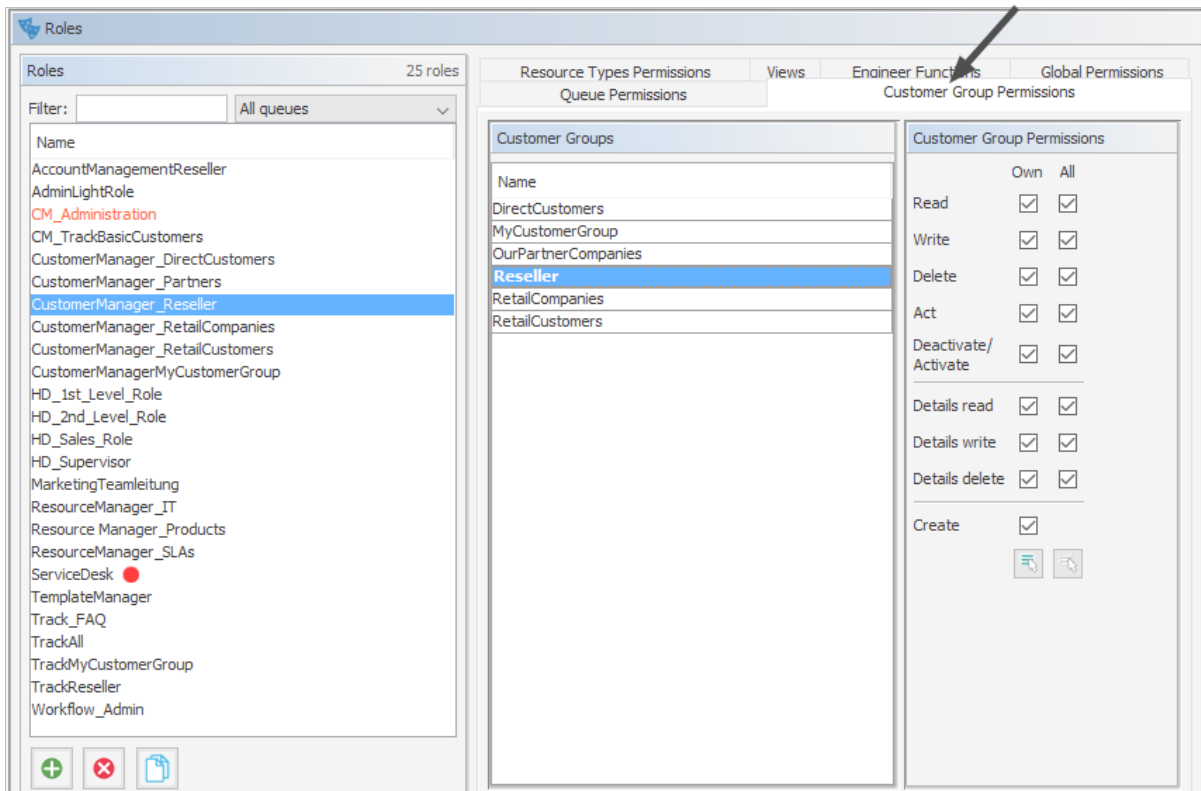 Roles
Roles 25 roles
Filter: All queues
Name
AccountManagementReseller
AdminLightRole
CM_Administration
CM_TrackBasicCustomers
CustomerManager_DirectCustomers
CustomerManager_Partners
CustomerManager_Reseller
CustomerManager_RetailCompanies
CustomerManager_RetailCustomers
CustomerManagerMyCustomerGroup
HD_1st_Level_Role
HD_2nd_Level_Role
HD_Sales_Role
HD_Supervisor
MarketingTeamleitung
ResourceManager_IT
Resource Manager_Products
ResourceManager_SLAs
ServiceDesk
TemplateManager
Track_FAQ
TrackAll
TrackMyCustomerGroup
TrackReseller
Workflow_Admin
Resource Types Permissions Views Engineer Functions Global Permissions
Queue Permissions Customer Group Permissions
Customer Groups
Name
DirectCustomers
MyCustomerGroup
OurPartnerCompanies
Reseller
RetailCompanies
RetailCustomers
Customer Group Permissions
Own All
Read
Write
Delete
Act
Deactivate/
Activate
Details read
Details write
Details delete
Create